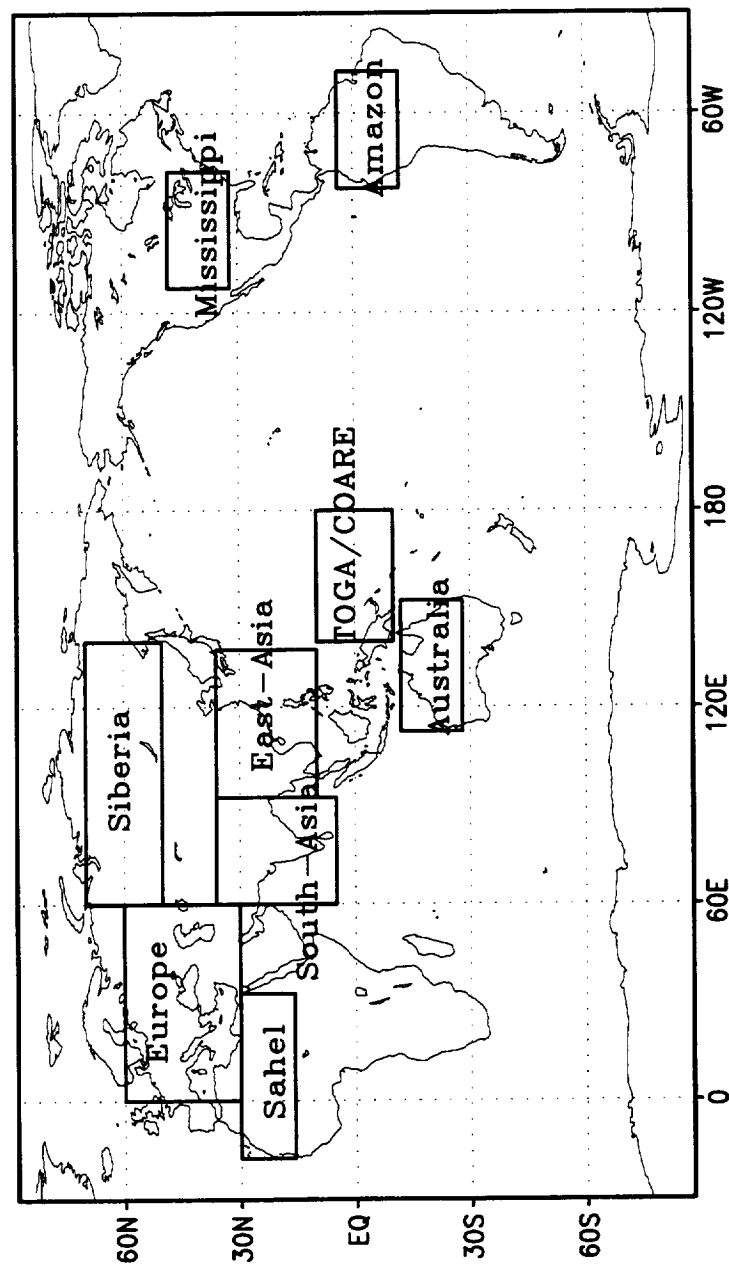 60N
30N
EQ
30S
60S
Siberia
Europe
Mississippi
East-Asia
Sahel
South-Asia
TOGA/COARE
Amazon
Australia
0
60E
120E
180
120W
60W